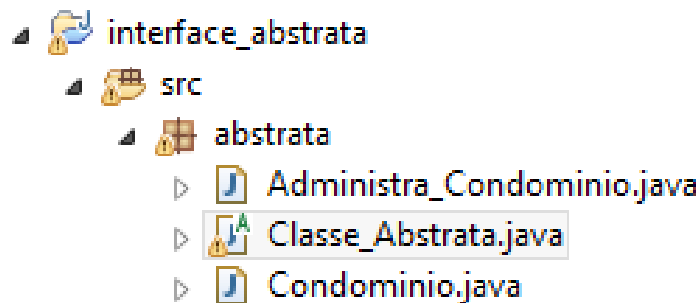 interface_abstrata
src
abstrata
Administra_Condominio.java
Classe_Abstrata.java
Condominio.java